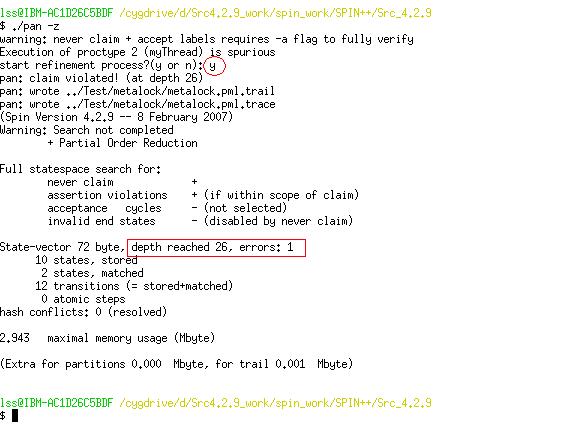 lss@IBM-AC1D26C5BDF /cygdrive/d/Src4.2.9_work/spin_work/SPIN++/Src_4.2.9
$ ./pan -z
warning: never claim + accept labels requires -a flag to fully verify
Execution of proctype 2 (myThread) is spurious
start refinement process?(y or n): y
pan: claim violated! (at depth 26)
pan: wrote ../Test/metalock/metalock.pml.trail
pan: wrote ../Test/metalock/metalock.pml.trace
(Spin Version 4.2.9 -- 8 February 2007)
Warning: Search not completed
+ Partial Order Reduction
Full statespace search for:
never claim +
assertion violations + (if within scope of claim)
acceptance cycles - (not selected)
invalid end states - (disabled by never claim)
State-vector 72 byte, depth reached 26, errors: 1
10 states, stored
2 states, matched
12 transitions (= stored+matched)
0 atomic steps
hash conflicts: 0 (resolved)
2.943 maximal memory usage (Mbyte)
(Extra for partitions 0.000 Mbyte, for trail 0.001 Mbyte)
lss@IBM-AC1D26C5BDF /cygdrive/d/Src4.2.9_work/spin_work/SPIN++/Src_4.2.9
$